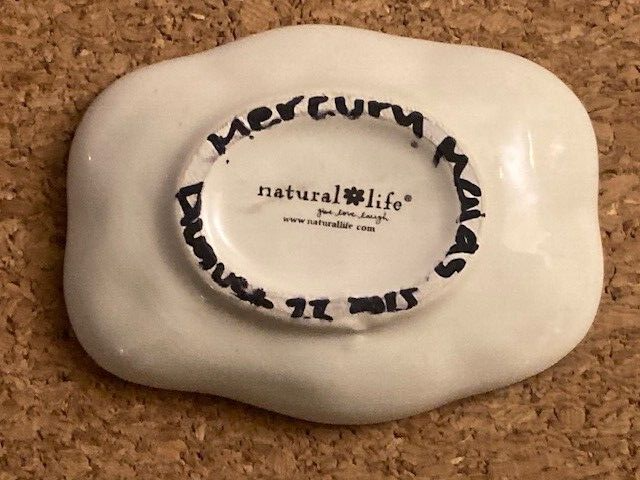 Mercury
August 22 2015
natural life®
give love laugh
www.naturallife.com